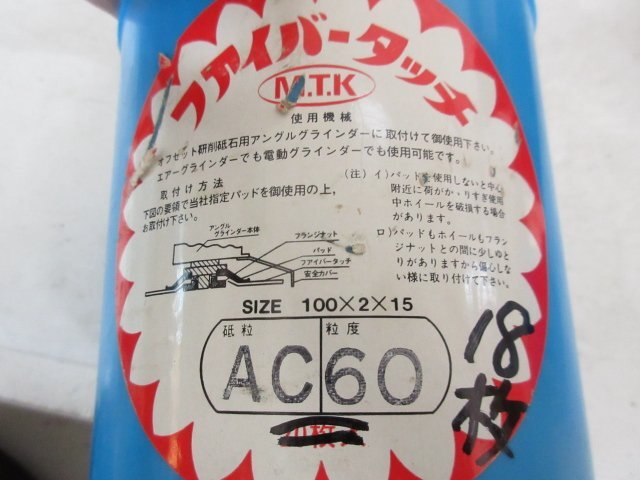 ファイバータッチ
M.T.K
使用機械
オフセット研削砥石用アングルグラインダーに取付けて御使用下さい。
エアーグラインダーでも電動グラインダーでも使用可能です。
取付け方法
下図の要領で当社指定パッドを御使用の上、
お取付け下さい。
(注) イ)パッドを使用しないと中心
附近に荷がかゝりすぎ使用
中ホイールを破損する場合
があります。
ロ)パッドもホイールもフラン
ジナットとの間に少しゆと
りがありますから偏心しな
い様に取り付けて下さい。
アングル
グラインダー本体
フランジナット
パッド
ファイバータッチ
安全カバー
SIZE 100×2×15
砥粒 粒度
AC 60
18
枚